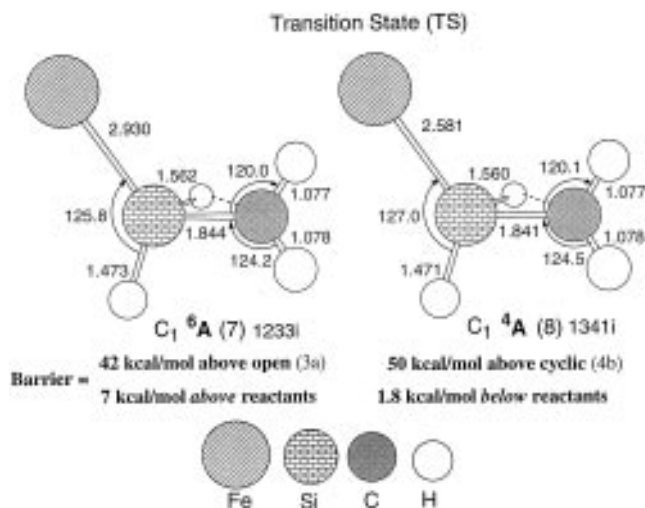 Transition State (TS)
2.930
1.562
120.0
1.077
125.8
1.844
1.078
1.473
124.2
C₁ ⁶A (7) 1233i
2.581
1.560
120.1
1.077
127.0
1.841
1.078
1.471
124.5
C₁ ⁴A (8) 1341i
Barrier =
42 kcal/mol above open (3a)
7 kcal/mol above reactants
50 kcal/mol above cyclic (4b)
1.8 kcal/mol below reactants
Fe
Si
C
H